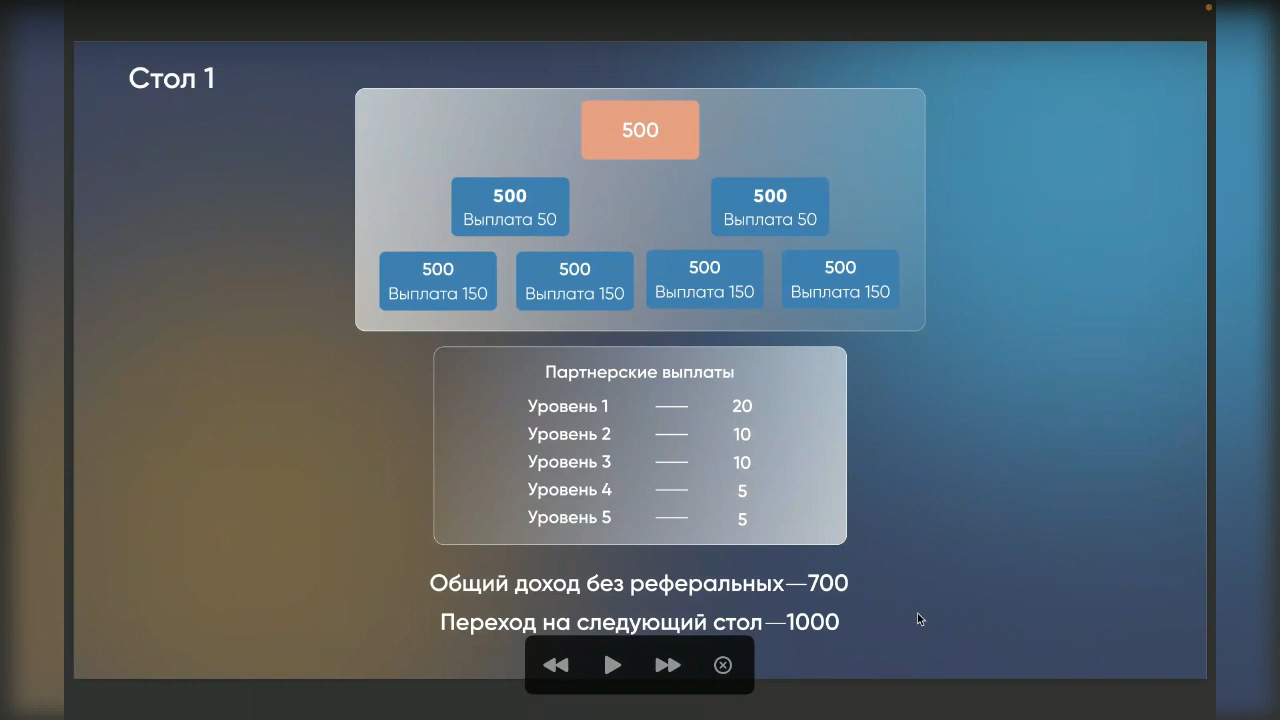 Стол 1
500
500 500
Выплата 50 Выплата 50
500 500 500 500
Выплата 150 Выплата 150 Выплата 150 Выплата 150
Партнерские выплаты
Уровень 1 — 20
Уровень 2 — 10
Уровень 3 — 10
Уровень 4 — 5
Уровень 5 — 5
Общий доход без реферальных—700
Переход на следующий стол—1000